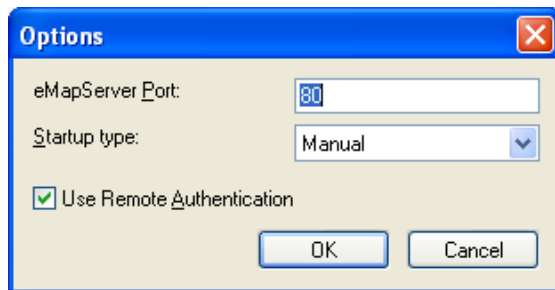 Options
eMapServer Port: 80
Startup type: Manual
Use Remote Authentication
OK Cancel